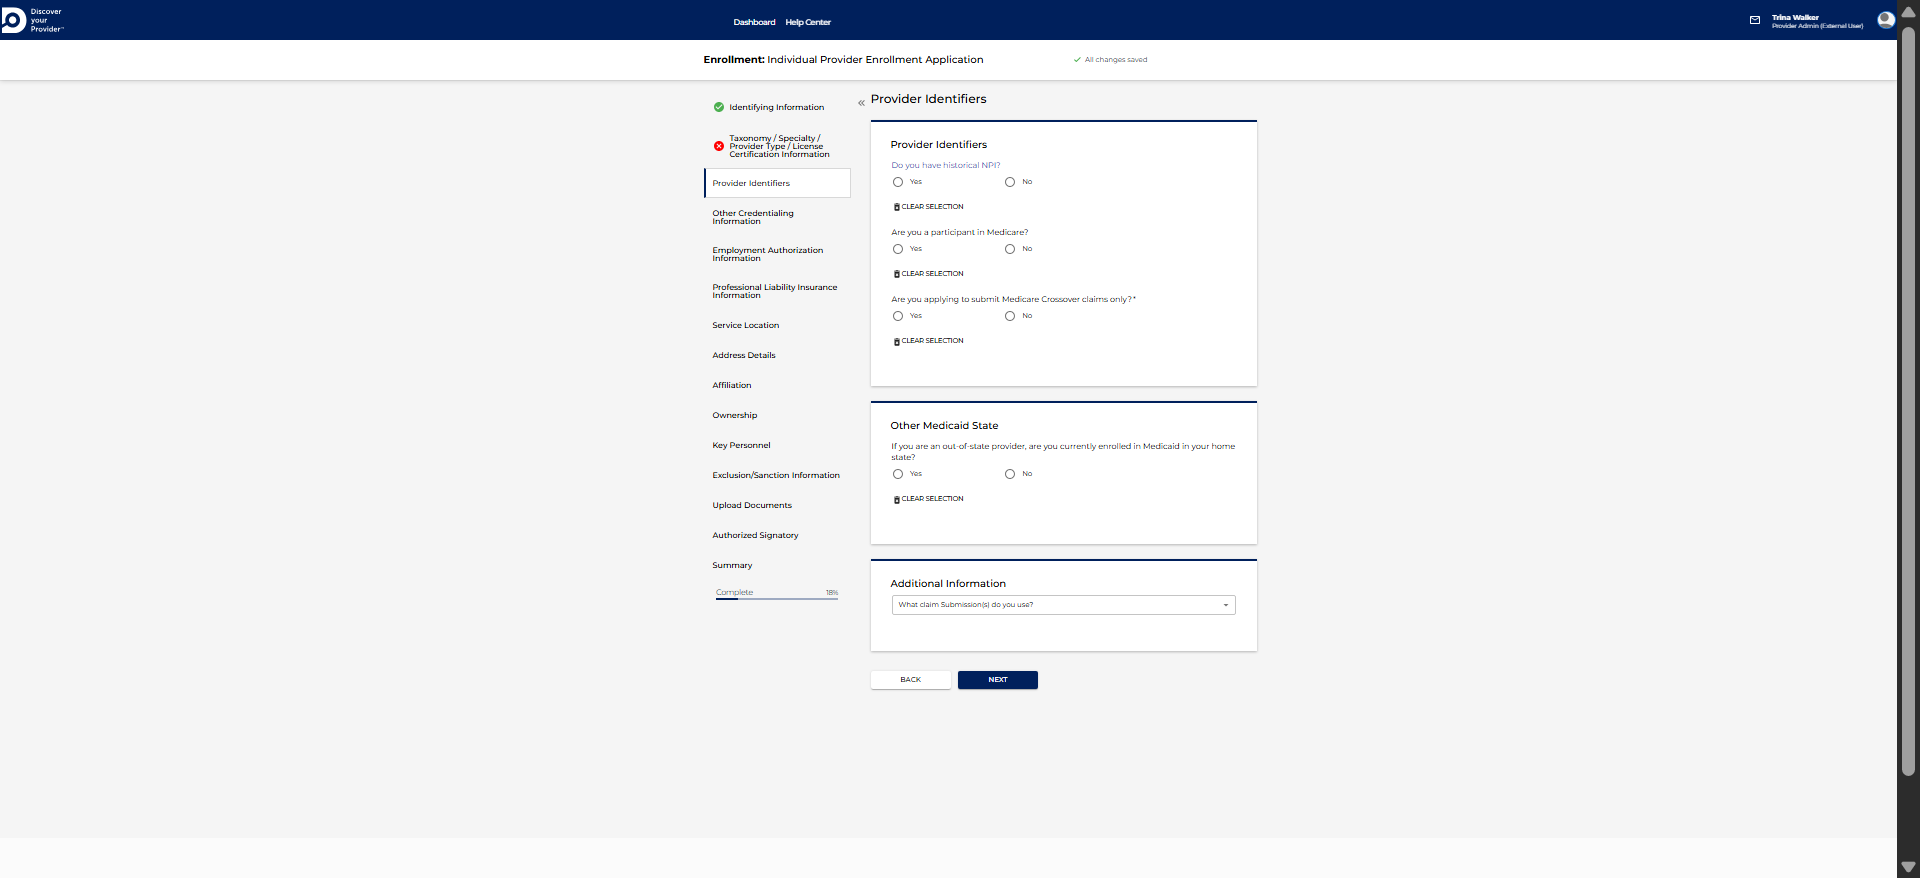 Discover
your
Provider™
Dashboard Help Center
Trina Walker
Provider Admin (External User)
Enrollment: Individual Provider Enrollment Application
All changes saved
Identifying Information
Taxonomy / Specialty /
Provider Type / License
Certification Information
Provider Identifiers
Other Credentialing
Information
Employment Authorization
Information
Professional Liability Insurance
Information
Service Location
Address Details
Affiliation
Ownership
Key Personnel
Exclusion/Sanction Information
Upload Documents
Authorized Signatory
Summary
Complete 18%
« Provider Identifiers
Provider Identifiers
Do you have historical NPI?
Yes No
CLEAR SELECTION
Are you a participant in Medicare?
Yes No
CLEAR SELECTION
Are you applying to submit Medicare Crossover claims only?*
Yes No
CLEAR SELECTION
Other Medicaid State
If you are an out-of-state provider, are you currently enrolled in Medicaid in your home
state?
Yes No
CLEAR SELECTION
Additional Information
What claim Submission(s) do you use?
BACK NEXT